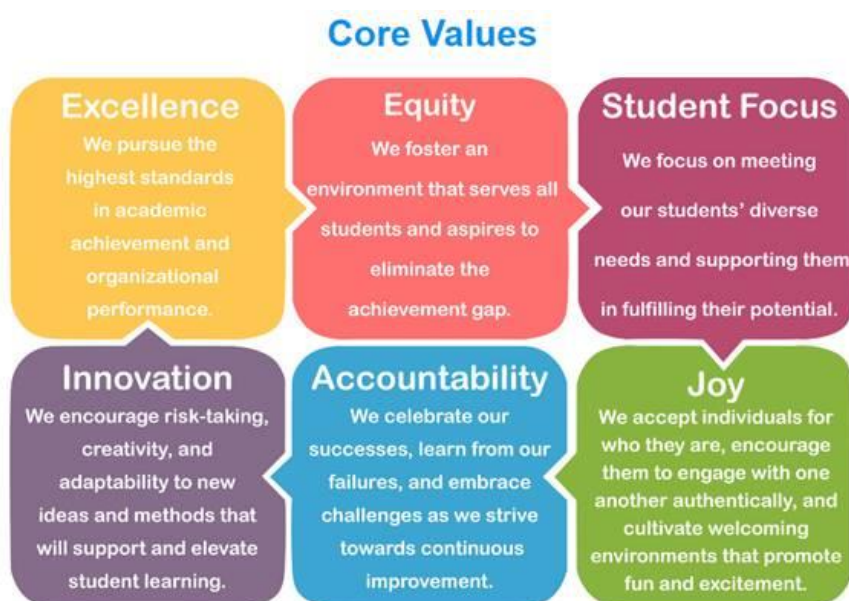 Core Values
Excellence
We pursue the
highest standards
in academic
achievement and
organizational
performance.
Equity
We foster an
environment that serves all
students and aspires to
eliminate the
achievement gap.
Student Focus
We focus on meeting
our students’ diverse
needs and supporting them
in fulfilling their potential.
Innovation
We encourage risk-taking,
creativity, and
adaptability to new
ideas and methods that
will support and elevate
student learning.
Accountability
We celebrate our
successes, learn from our
failures, and embrace
challenges as we strive
towards continuous
improvement.
Joy
We accept individuals for
who they are, encourage
them to engage with one
another authentically, and
cultivate welcoming
environments that promote
fun and excitement.